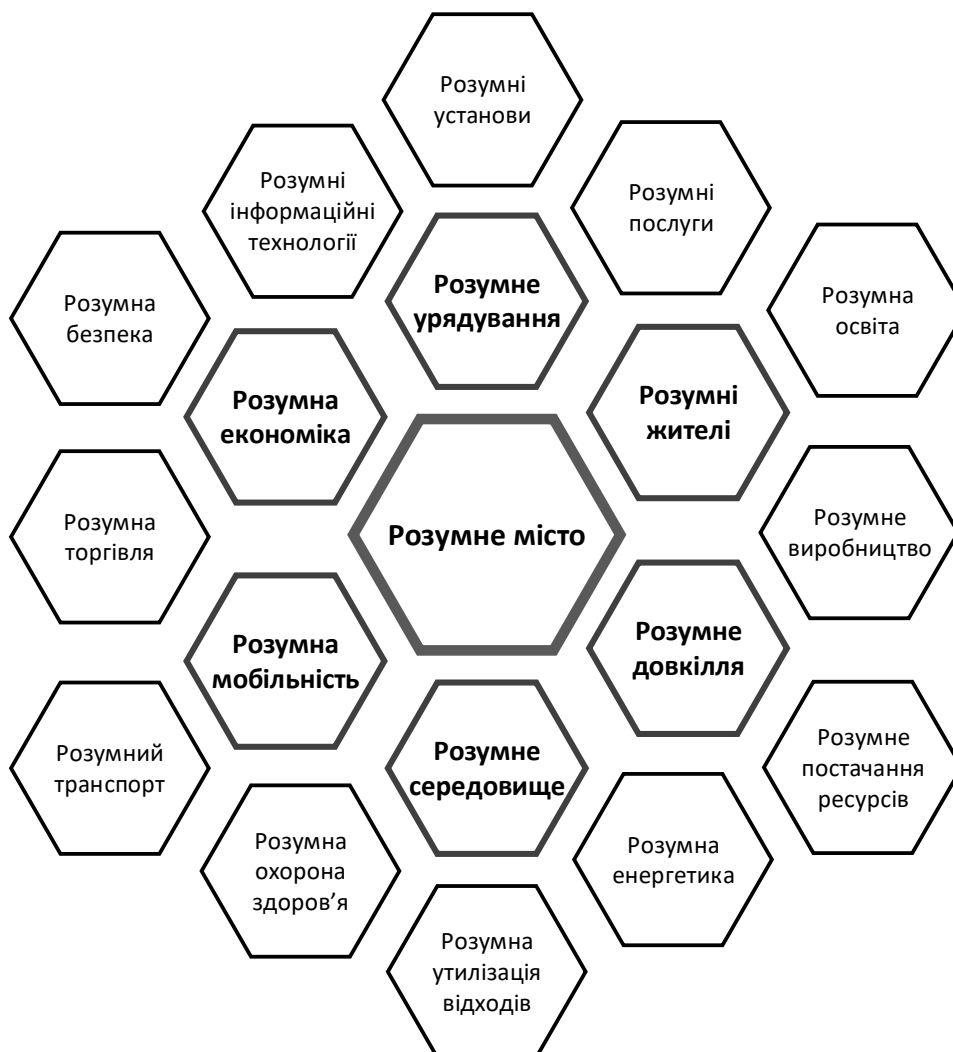 Розумні
установи
Розумні
інформаційні
технології
Розумні
послуги
Розумна
безпека
Розумне
урядування
Розумна
освіта
Розумна
економіка
Розумні
жителі
Розумна
торгівля
Розумне місто
Розумне
виробництво
Розумна
мобільність
Розумне
довкілля
Розумний
транспорт
Розумне
середовище
Розумне
постачання
ресурсів
Розумна
охорона
здоров’я
Розумна
енергетика
Розумна
утилізація
відходів